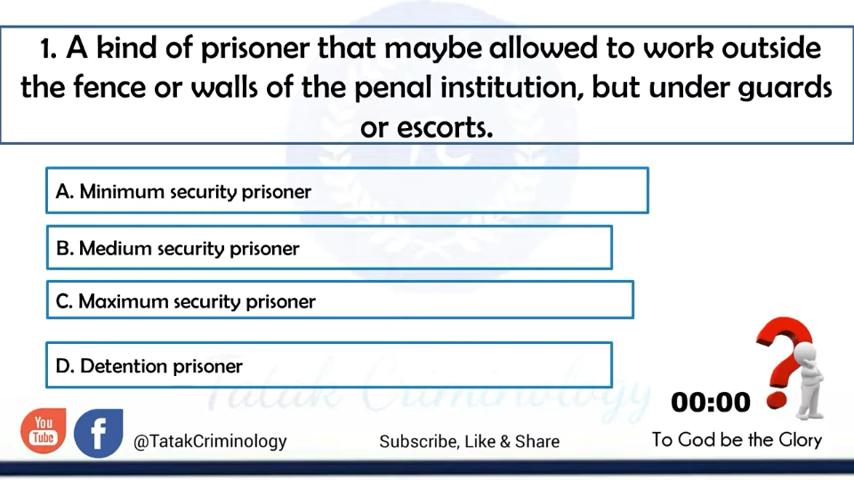 1. A kind of prisoner that maybe allowed to work outside
the fence or walls of the penal institution, but under guards
or escorts.
A. Minimum security prisoner
B. Medium security prisoner
C. Maximum security prisoner
D. Detention prisoner
Tatak Criminology
00:00
You
Tube
f
@TatakCriminology
Subscribe, Like & Share
To God be the Glory